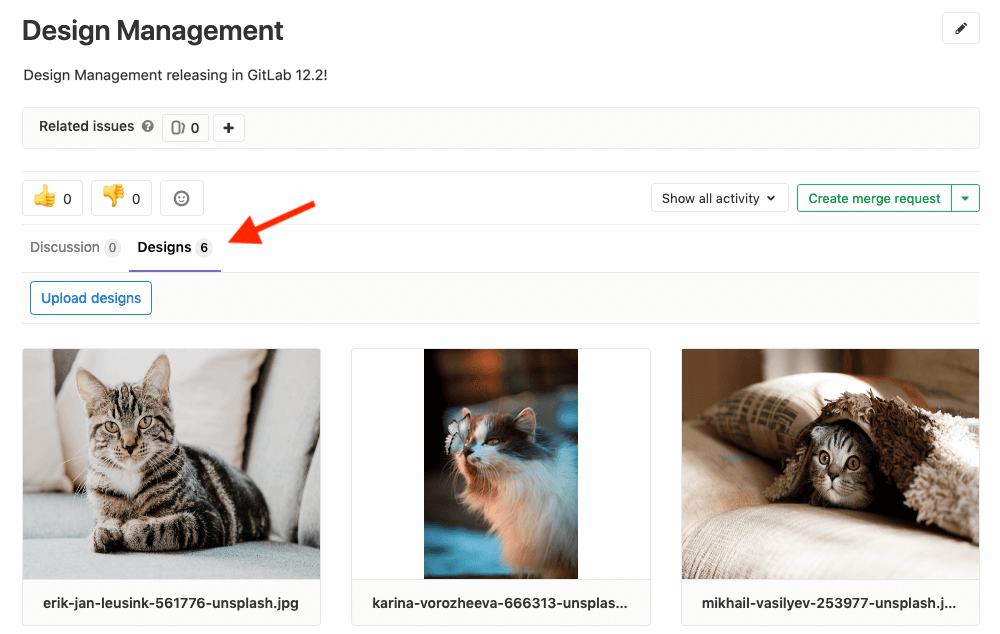 Design Management
Design Management releasing in GitLab 12.2!
Related issues ? 0 +
0 0 Show all activity Create merge request
Discussion 0 Designs 6
Upload designs
erik-jan-leusink-561776-unsplash.jpg karina-vorozheeva-666313-unsplas... mikhail-vasilyev-253977-unsplash.j...